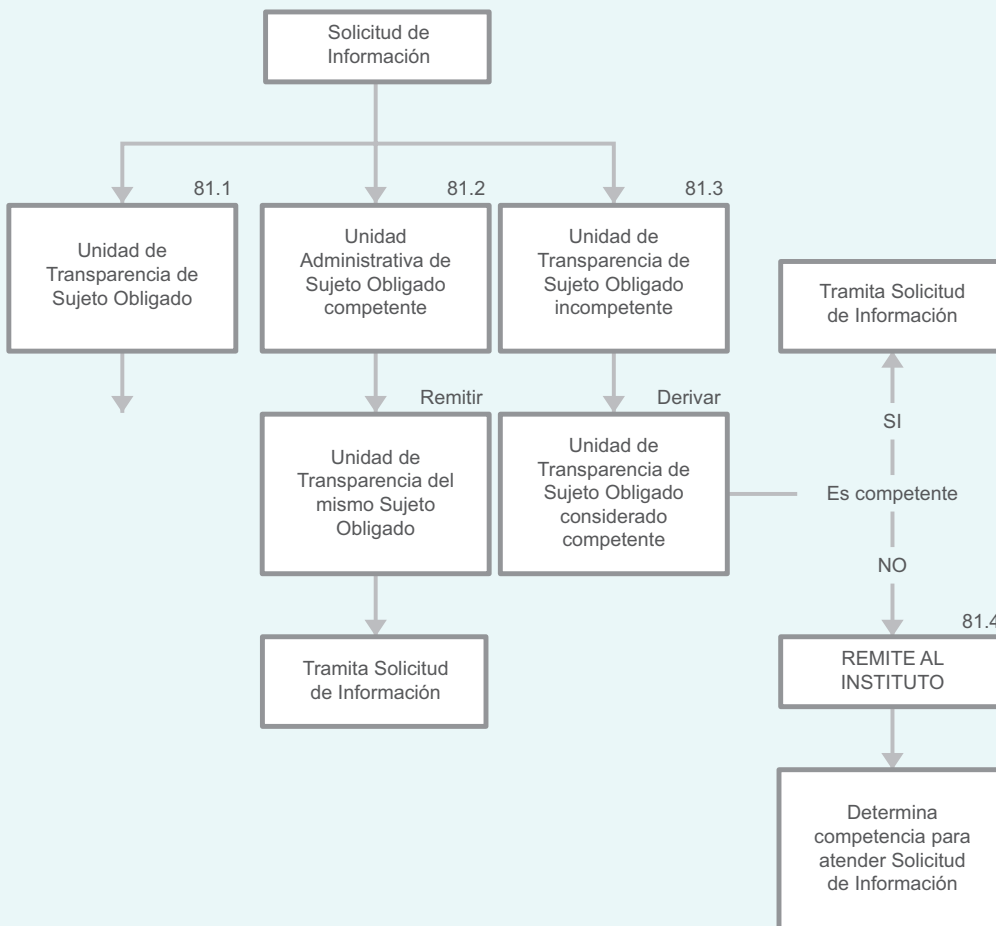 Solicitud de
Información
81.1
Unidad de
Transparencia de
Sujeto Obligado
81.2
Unidad
Administrativa de
Sujeto Obligado
competente
81.3
Unidad de
Transparencia de
Sujeto Obligado
incompetente
Tramita Solicitud
de Información
Remitir
Unidad de
Transparencia del
mismo Sujeto
Obligado
Derivar
Unidad de
Transparencia de
Sujeto Obligado
considerado
competente
SI
Es competente
NO
Tramita Solicitud
de Información
81.4
REMITE AL
INSTITUTO
Determina
competencia para
atender Solicitud
de Información